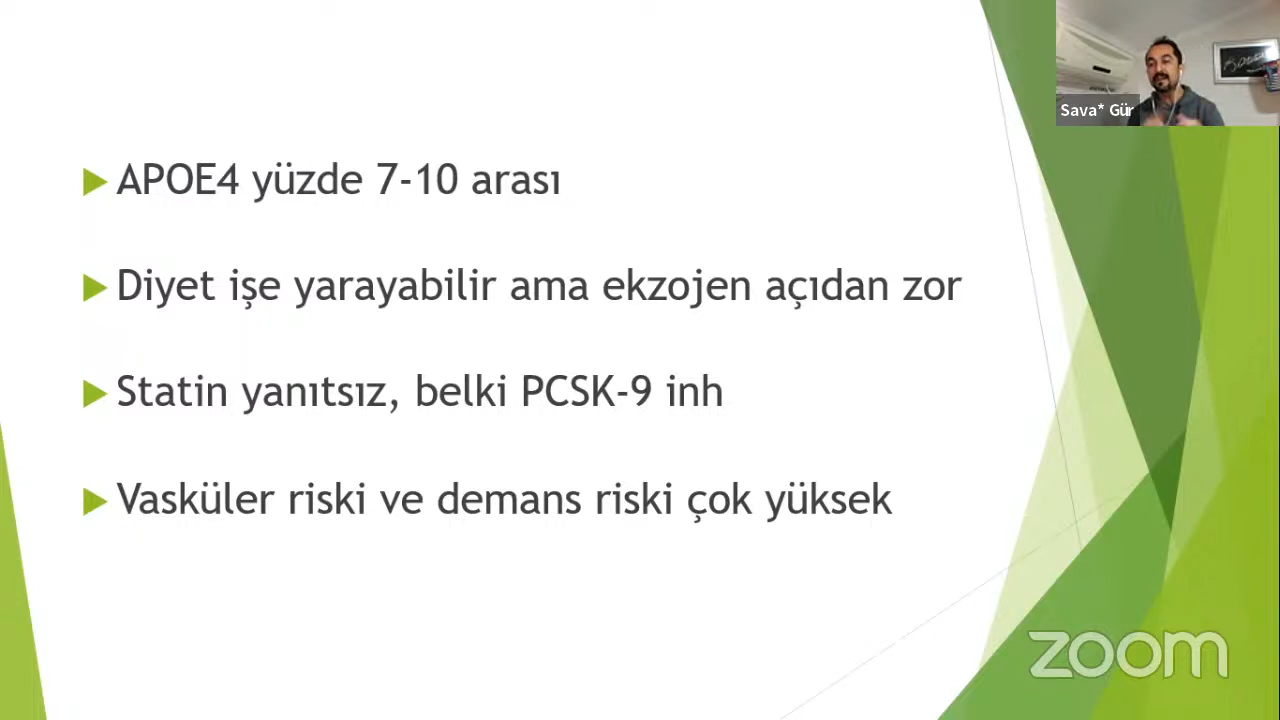 Sava* Gür
APOE4 yüzde 7-10 arası
Diyet işe yarayabilir ama ekzojen açıdan zor
Statin yanıtsız, belki PCSK-9 inh
Vasküler riski ve demans riski çok yüksek
zoom